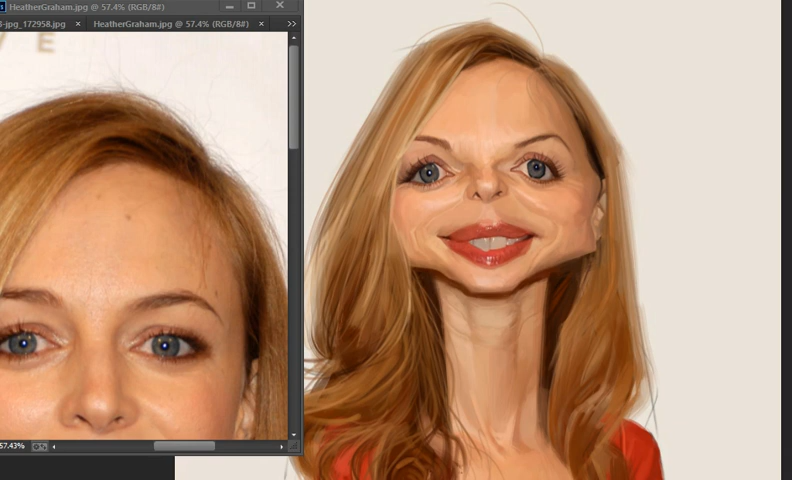 HeatherGraham.jpg @ 57.4% (RGB/8#)
-jpg_172958.jpg × HeatherGraham.jpg @ 57.4% (RGB/8#) × >>
V E
57.43%